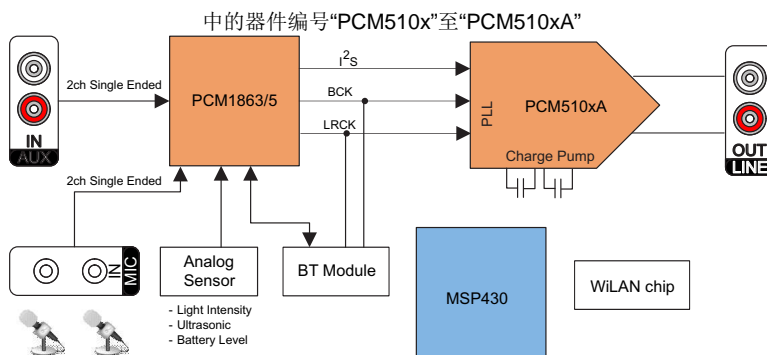 中的器件编号“PCM510x”至“PCM510xA”
2ch Single Ended
IN
AUX
PCM1863/5
I²S
BCK
LRCK
PLL
PCM510xA
Charge Pump
OUT
LINE
2ch Single Ended
IN
MIC
Analog
Sensor
BT Module
- Light Intensity
- Ultrasonic
- Battery Level
MSP430
WiLAN chip